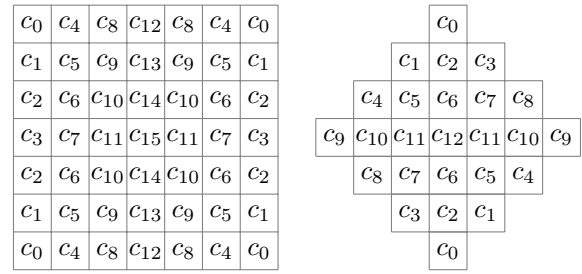 c0 c4 c8 c12 c8 c4 c0 c0
c1 c5 c9 c13 c9 c5 c1 c1 c2 c3
c2 c6 c10 c14 c10 c6 c2 c4 c5 c6 c7 c8
c3 c7 c11 c15 c11 c7 c3 c9 c10 c11 c12 c11 c10 c9
c2 c6 c10 c14 c10 c6 c2 c8 c7 c6 c5 c4
c1 c5 c9 c13 c9 c5 c1 c3 c2 c1
c0 c4 c8 c12 c8 c4 c0 c0